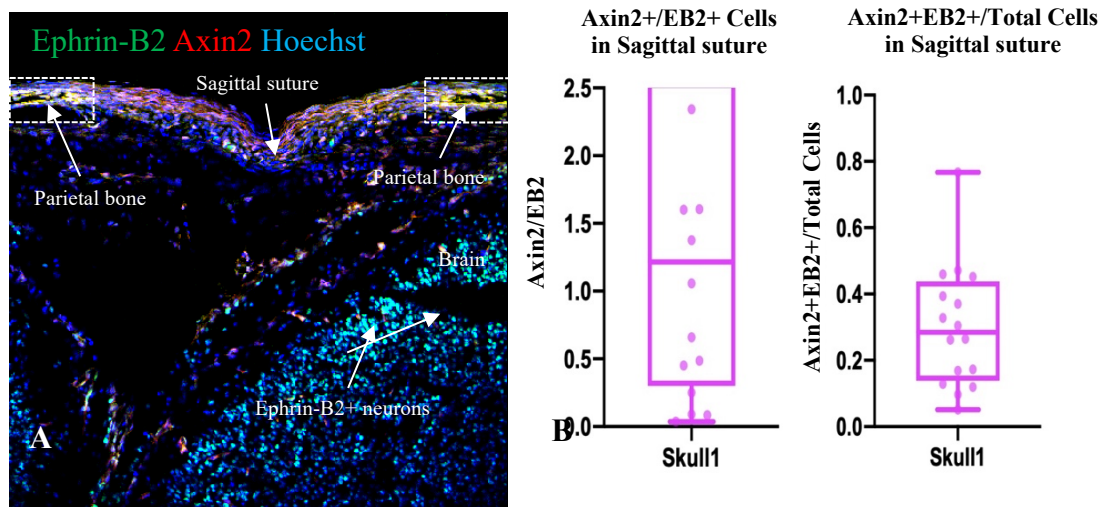 Ephrin-B2 Axin2 Hoechst
Sagittal suture
Parietal bone
Parietal bone
Brain
Ephrin-B2+ neurons
A
Axin2+/EB2+ Cells
in Sagittal suture
Axin2/EB2
2.5
2.0
1.5
1.0
0.5
0.0
Skull1
B
Axin2+EB2+/Total Cells
in Sagittal suture
Axin2+EB2+/Total Cells
1.0
0.8
0.6
0.4
0.2
0.0
Skull1